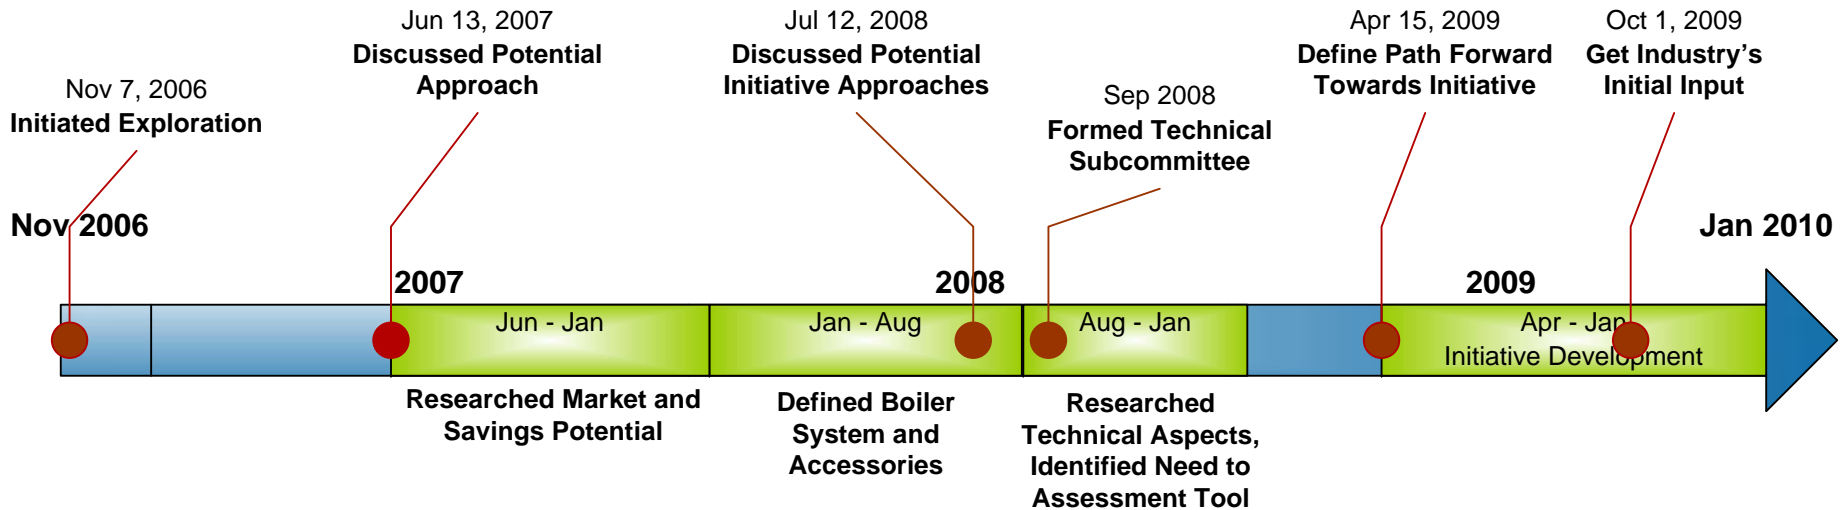 Nov 7, 2006
Initiated Exploration
Jun 13, 2007
Discussed Potential
Approach
Jul 12, 2008
Discussed Potential
Initiative Approaches
Sep 2008
Formed Technical
Subcommittee
Apr 15, 2009
Define Path Forward
Towards Initiative
Oct 1, 2009
Get Industry’s
Initial Input
Nov 2006
Jan 2010
2007
2008
2009
Jun - Jan
Jan - Aug
Aug - Jan
Apr - Jan
Initiative Development
Researched Market and
Savings Potential
Defined Boiler
System and
Accessories
Researched
Technical Aspects,
Identified Need to
Assessment Tool